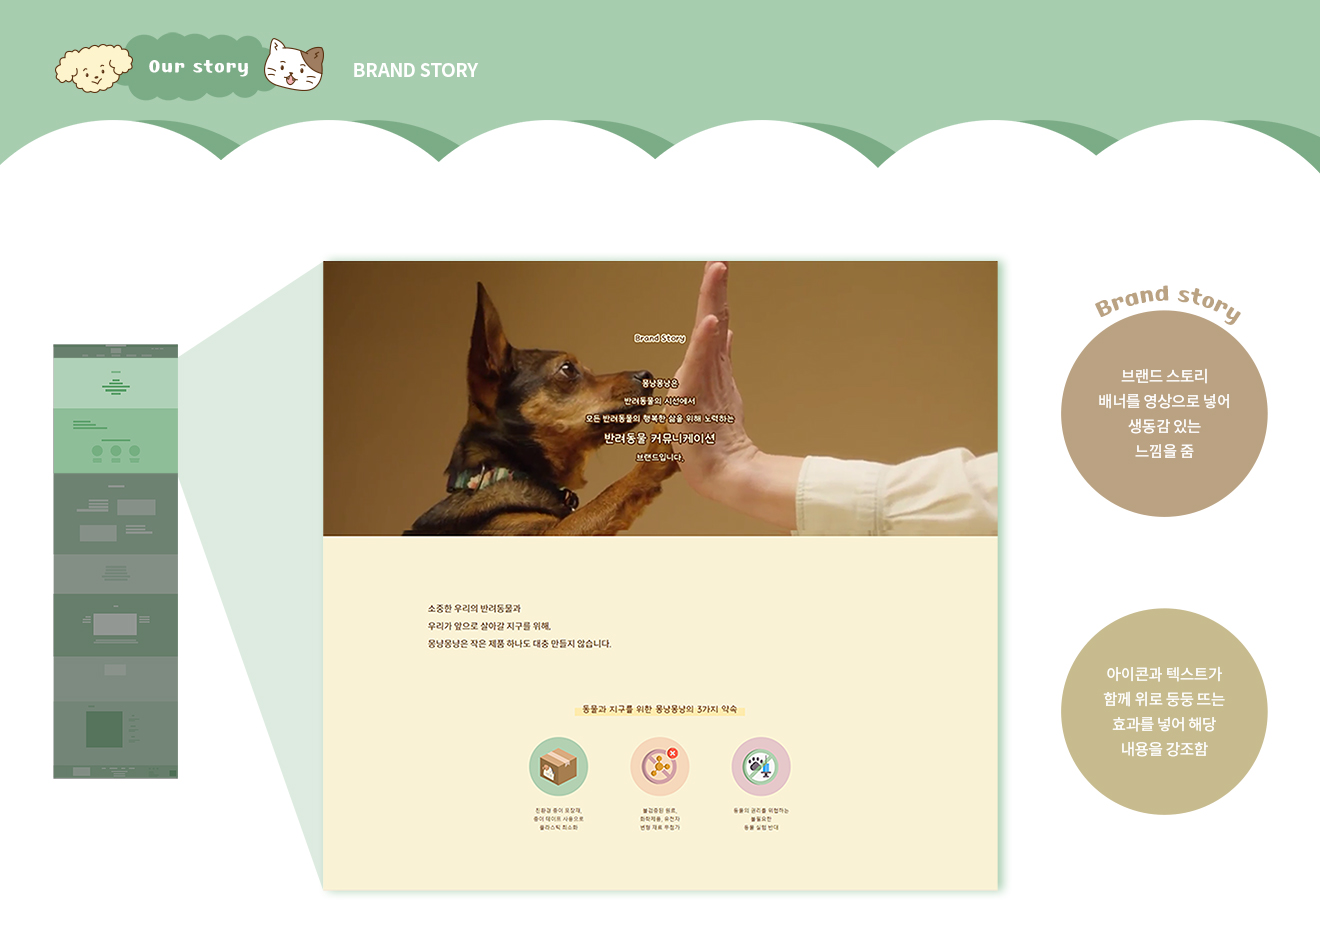 Our story
BRAND STORY
Brand Story
몽냥몽냥은
반려동물의 시선에서
모든 반려동물의 행복한 삶을 위해 노력하는
반려동물 커뮤니케이션
브랜드입니다.
소중한 우리의 반려동물과
우리가 앞으로 살아갈 지구를 위해,
몽냥몽냥은 작은 제품 하나도 대충 만들지 않습니다.
동물과 지구를 위한 몽냥몽냥의 3가지 약속
친환경 종이 포장재,
종이 테이프 사용으로
플라스틱 최소화
불검증된 원료,
화학제품, 유전자
변형 재료 무첨가
동물의 권리를 위협하는
불필요한
동물 실험 반대
Brand story
브랜드 스토리
배너를 영상으로 넣어
생동감 있는
느낌을 줌
아이콘과 텍스트가
함께 위로 둥둥 뜨는
효과를 넣어 해당
내용을 강조함